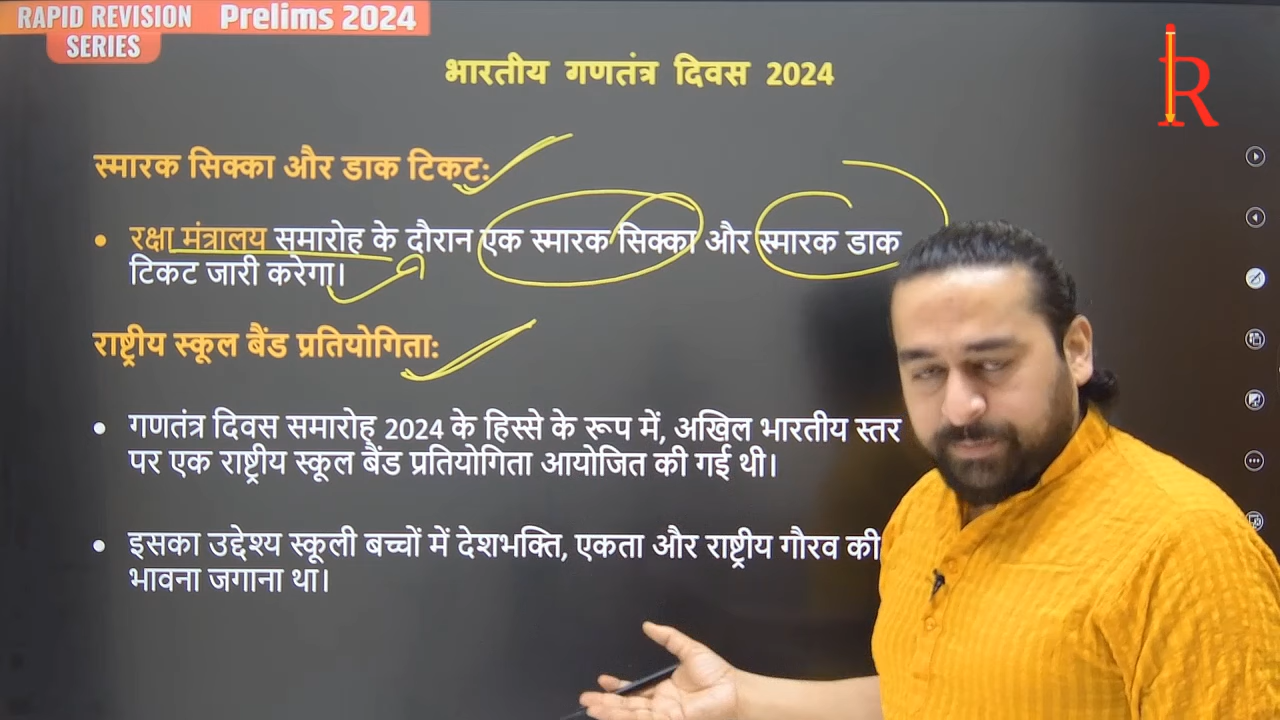 RAPID REVISION
SERIES
Prelims 2024
R
भारतीय गणतंत्र दिवस 2024
स्मारक सिक्का और डाक टिकट:
• रक्षा मंत्रालय समारोह के दौरान एक स्मारक सिक्का और स्मारक डाक
टिकट जारी करेगा।
राष्ट्रीय स्कूल बैंड प्रतियोगिता:
• गणतंत्र दिवस समारोह 2024 के हिस्से के रूप में, अखिल भारतीय स्तर
पर एक राष्ट्रीय स्कूल बैंड प्रतियोगिता आयोजित की गई थी।
• इसका उद्देश्य स्कूली बच्चों में देशभक्ति, एकता और राष्ट्रीय गौरव की
भावना जगाना था।